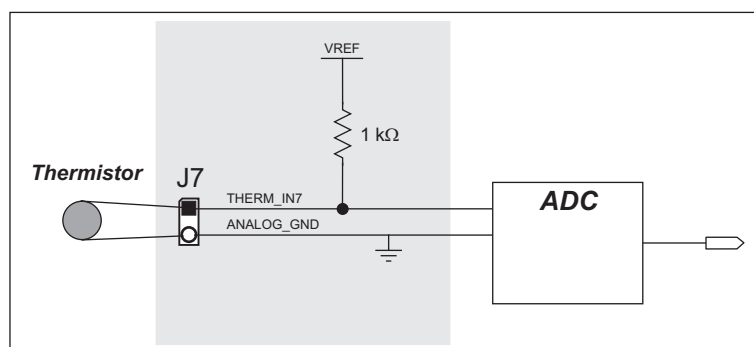 VREF
1 kΩ
Thermistor
J7
THERM_IN7
ADC
ANALOG_GND